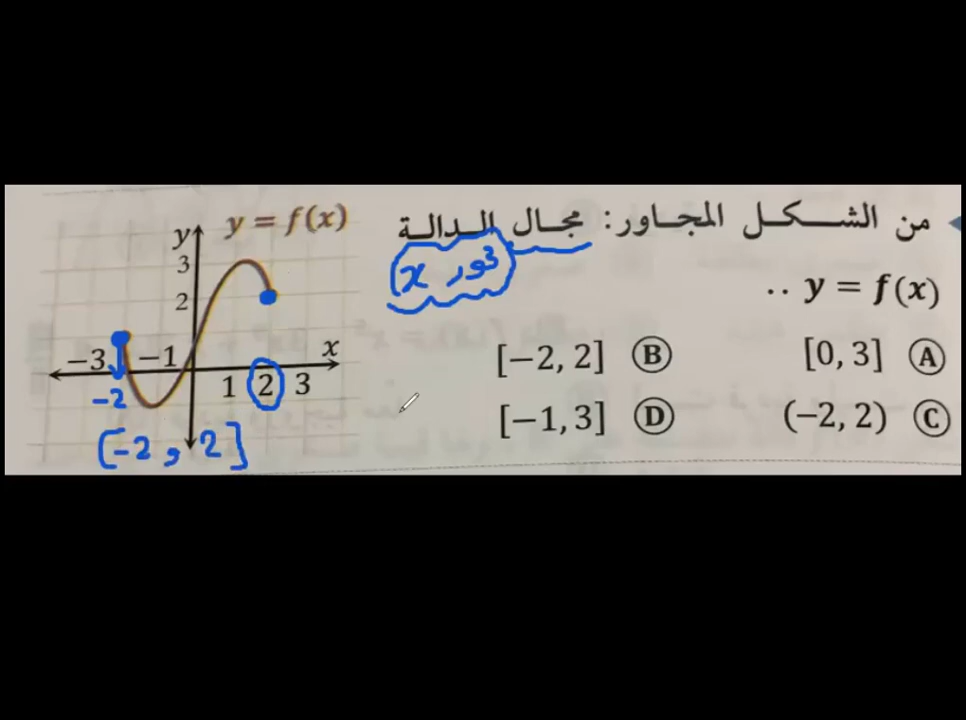 من الشكل المجاور: مجال الدالة
محور x
y = f(x) ..
[0, 3] A
[−2, 2] B
(−2, 2) C
[−1, 3] D
y = f(x)
y
3
2
−3 −1 x
1 2 3
-2
[-2, 2]